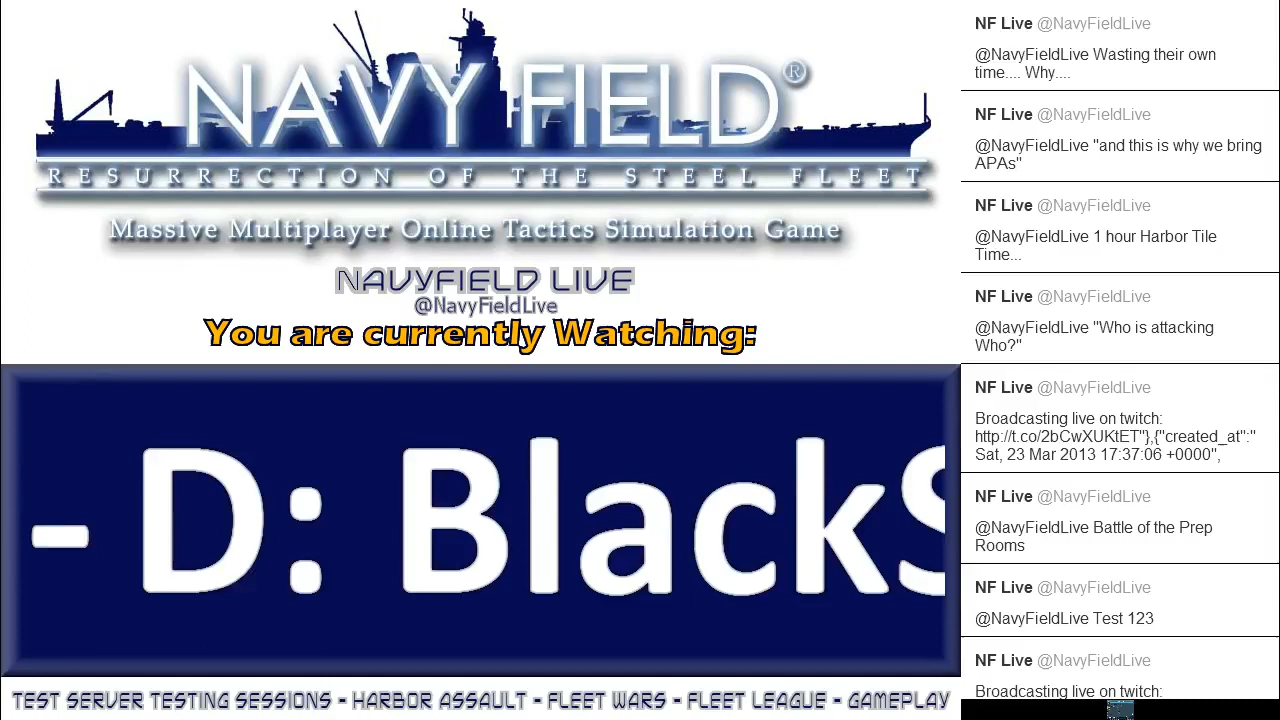 NAVY FIELD®
RESURRECTION OF THE STEEL FLEET
Massive Multiplayer Online Tactics Simulation Game
NAVYFIELD LIVE
@NavyFieldLive
You are currently Watching:
- D: BlackS
TEST SERVER TESTING SESSIONS - HARBOR ASSAULT - FLEET WARS - FLEET LEAGUE - GAMEPLAY
NF Live @NavyFieldLive
@NavyFieldLive Wasting their own
time.... Why....
NF Live @NavyFieldLive
@NavyFieldLive "and this is why we bring
APAs"
NF Live @NavyFieldLive
@NavyFieldLive 1 hour Harbor Tile
Time...
NF Live @NavyFieldLive
@NavyFieldLive "Who is attacking
Who?"
NF Live @NavyFieldLive
Broadcasting live on twitch:
http://t.co/2bCwXUKtET"},{"created_at":"
Sat, 23 Mar 2013 17:37:06 +0000",
NF Live @NavyFieldLive
@NavyFieldLive Battle of the Prep
Rooms
NF Live @NavyFieldLive
@NavyFieldLive Test 123
NF Live @NavyFieldLive
Broadcasting live on twitch: